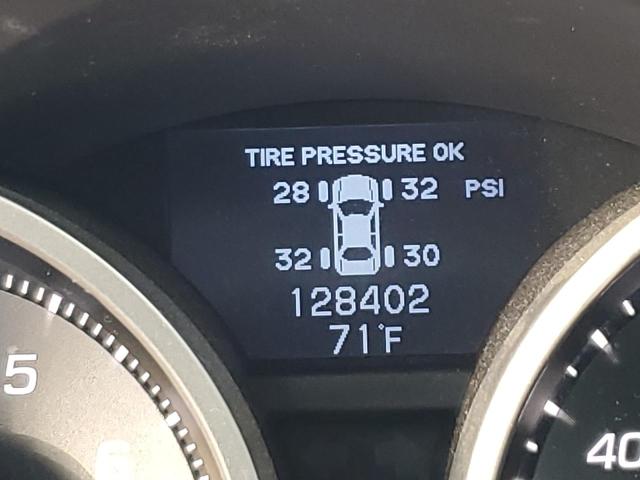 TIRE PRESSURE OK
28 32 PSI
32 30
128402
71°F
5
40